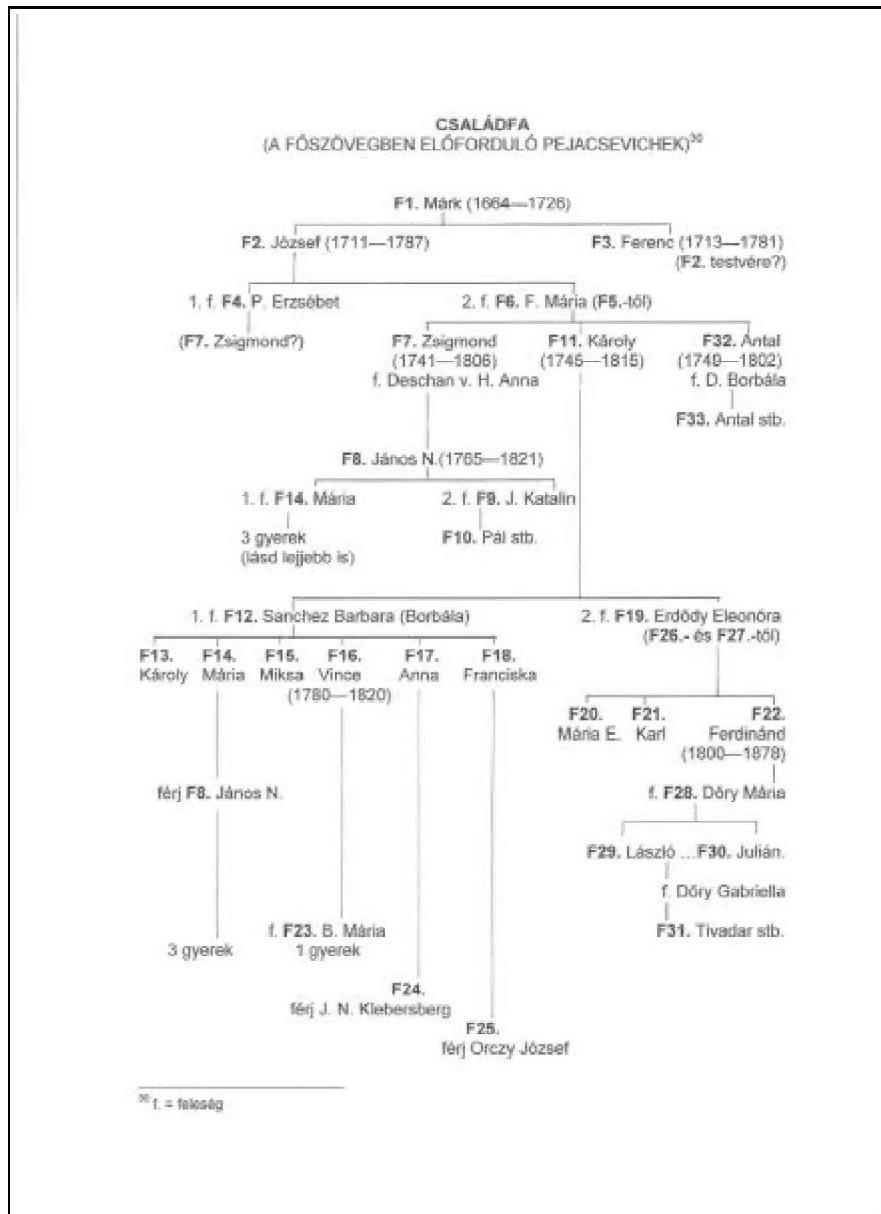 CSALÁDFA
(A FŐSZÖVEGBEN ELŐFORDULÓ PEJACSEVICHEK)30
F1. Márk (1664—1726)
F2. József (1711—1787) F3. Ferenc (1713—1781)
(F2. testvére?)
1. f. F4. P. Erzsébet 2. f. F6. F. Mária (F5.-től)
(F7. Zsigmond?) F7. Zsigmond F11. Károly F32. Antal
(1741—1806) (1745—1815) (1749—1802)
f. Deschan v. H. Anna f. D. Borbála
F33. Antal stb.
F8. János N.(1765—1821)
1. f. F14. Mária 2. f. F9. J. Katalin
3 gyerek F10. Pál stb.
(lásd lejjebb is)
1. f. F12. Sanchez Barbara (Borbála) 2. f. F19. Erdődy Eleonóra
(F26.- és F27.-től)
F13. F14. F15. F16. F17. F18.
Károly Mária Miksa Vince Anna Franciska
(1780—1820)
F20. F21. F22.
Mária E. Karl Ferdinánd
(1800—1878)
férj F8. János N. f. F28. Dőry Mária
F29. László ...F30. Julián.
f. Dőry Gabriella
f. F23. B. Mária F31. Tivadar stb.
3 gyerek 1 gyerek
F24.
férj J. N. Klebersberg
F25.
férj Orczy József
30 f. = feleség